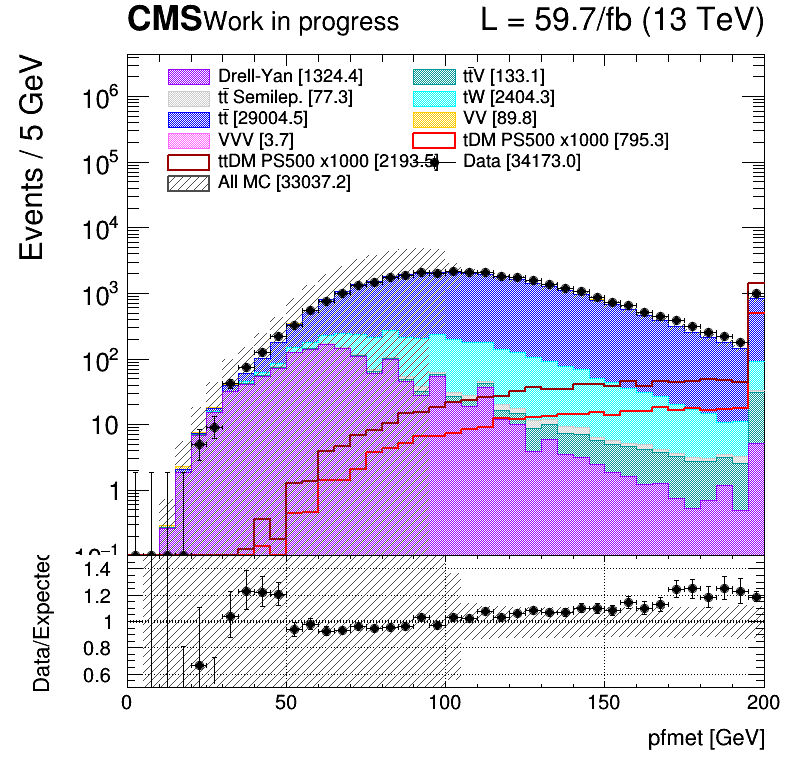 CMS Work in progress L = 59.7/fb (13 TeV)
Events / 5 GeV
Drell-Yan [1324.4] tt̄V [133.1]
tt̄ Semilep. [77.3] tW [2404.3]
tt̄ [29004.5] VV [89.8]
VVV [3.7] tDM PS500 x1000 [795.3]
ttDM PS500 x1000 [2193.5] Data [34173.0]
All MC [33037.2]
10⁶
10⁵
10⁴
10³
10²
10
1
10⁻¹
Data/Expected
1.4
1.2
1
0.8
0.6
0 50 100 150 200
pfmet [GeV]